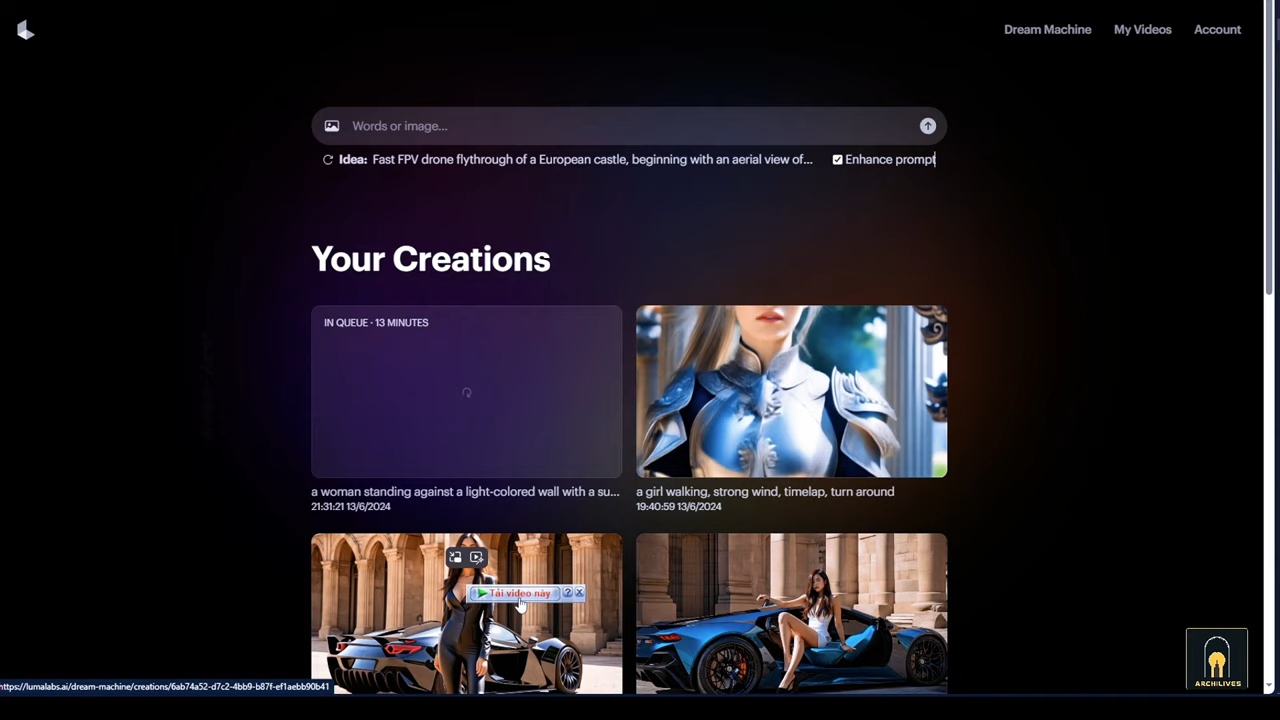 Dream Machine My Videos Account
Words or image...
Idea: Fast FPV drone flythrough of a European castle, beginning with an aerial view of... Enhance prompt
Your Creations
IN QUEUE · 13 MINUTES
a woman standing against a light-colored wall with a su...
21:31:21 13/6/2024
a girl walking, strong wind, timelap, turn around
19:40:59 13/6/2024
Tải video này ? X
https://lumalabs.ai/dream-machine/creations/6ab74a52-d7c2-4bb9-b87f-ef1aebb90b41
ARCHILIVES